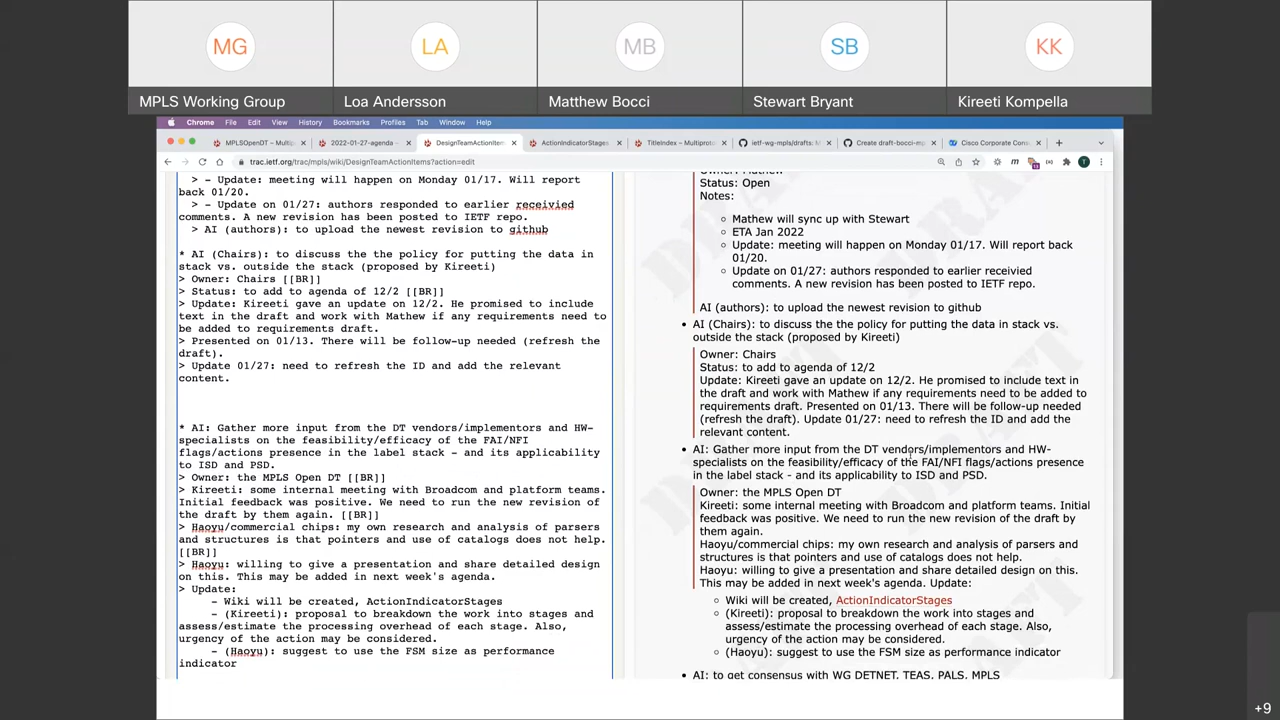 MG
LA
MB
SB
KK
MPLS Working Group
Loa Andersson
Matthew Bocci
Stewart Bryant
Kireeti Kompella
Chrome File Edit View History Bookmarks Profiles Tab Window Help
MPLSOpenDT – Multip
2022-01-27-agenda –
DesignTeamActionItem
ActionIndicatorStages
TitleIndex – Multiproto
ietf-wg-mpls/drafts: M
Create draft-bocci-mp
Cisco Corporate Cons
trac.ietf.org/trac/mpls/wiki/DesignTeamActionItems?action=edit
> - Update: meeting will happen on Monday 01/17. Will report
back 01/20.
> - Update on 01/27: authors responded to earlier receivied
comments. A new revision has been posted to IETF repo.
> AI (authors): to upload the newest revision to github
* AI (Chairs): to discuss the the policy for putting the data in
stack vs. outside the stack (proposed by Kireeti)
> Owner: Chairs [[BR]]
> Status: to add to agenda of 12/2 [[BR]]
> Update: Kireeti gave an update on 12/2. He promised to include
text in the draft and work with Mathew if any requirements need to
be added to requirements draft.
> Presented on 01/13. There will be follow-up needed (refresh the
draft).
> Update 01/27: need to refresh the ID and add the relevant
content.
* AI: Gather more input from the DT vendors/implementors and HW-
specialists on the feasibility/efficacy of the FAI/NFI
flags/actions presence in the label stack - and its applicability
to ISD and PSD.
> Owner: the MPLS Open DT [[BR]]
> Kireeti: some internal meeting with Broadcom and platform teams.
Initial feedback was positive. We need to run the new revision of
the draft by them again. [[BR]]
> Haoyu/commercial chips: my own research and analysis of parsers
and structures is that pointers and use of catalogs does not help.
[[BR]]
> Haoyu: willing to give a presentation and share detailed design
on this. This may be added in next week's agenda.
> Update:
- Wiki will be created, ActionIndicatorStages
- (Kireeti): proposal to breakdown the work into stages and
assess/estimate the processing overhead of each stage. Also,
urgency of the action may be considered.
- (Haoyu): suggest to use the FSM size as performance
indicator
Owner: Mathew
Status: Open
Notes:
Mathew will sync up with Stewart
ETA Jan 2022
Update: meeting will happen on Monday 01/17. Will report back
01/20.
Update on 01/27: authors responded to earlier receivied
comments. A new revision has been posted to IETF repo.
AI (authors): to upload the newest revision to github
AI (Chairs): to discuss the the policy for putting the data in stack vs.
outside the stack (proposed by Kireeti)
Owner: Chairs
Status: to add to agenda of 12/2
Update: Kireeti gave an update on 12/2. He promised to include text in
the draft and work with Mathew if any requirements need to be added to
requirements draft. Presented on 01/13. There will be follow-up needed
(refresh the draft). Update 01/27: need to refresh the ID and add the
relevant content.
AI: Gather more input from the DT vendors/implementors and HW-
specialists on the feasibility/efficacy of the FAI/NFI flags/actions presence
in the label stack - and its applicability to ISD and PSD.
Owner: the MPLS Open DT
Kireeti: some internal meeting with Broadcom and platform teams. Initial
feedback was positive. We need to run the new revision of the draft by
them again.
Haoyu/commercial chips: my own research and analysis of parsers and
structures is that pointers and use of catalogs does not help.
Haoyu: willing to give a presentation and share detailed design on this.
This may be added in next week's agenda. Update:
Wiki will be created, ActionIndicatorStages
(Kireeti): proposal to breakdown the work into stages and
assess/estimate the processing overhead of each stage. Also,
urgency of the action may be considered.
(Haoyu): suggest to use the FSM size as performance indicator
AI: to get consensus with WG DETNET, TEAS, PALS, MPLS
+9